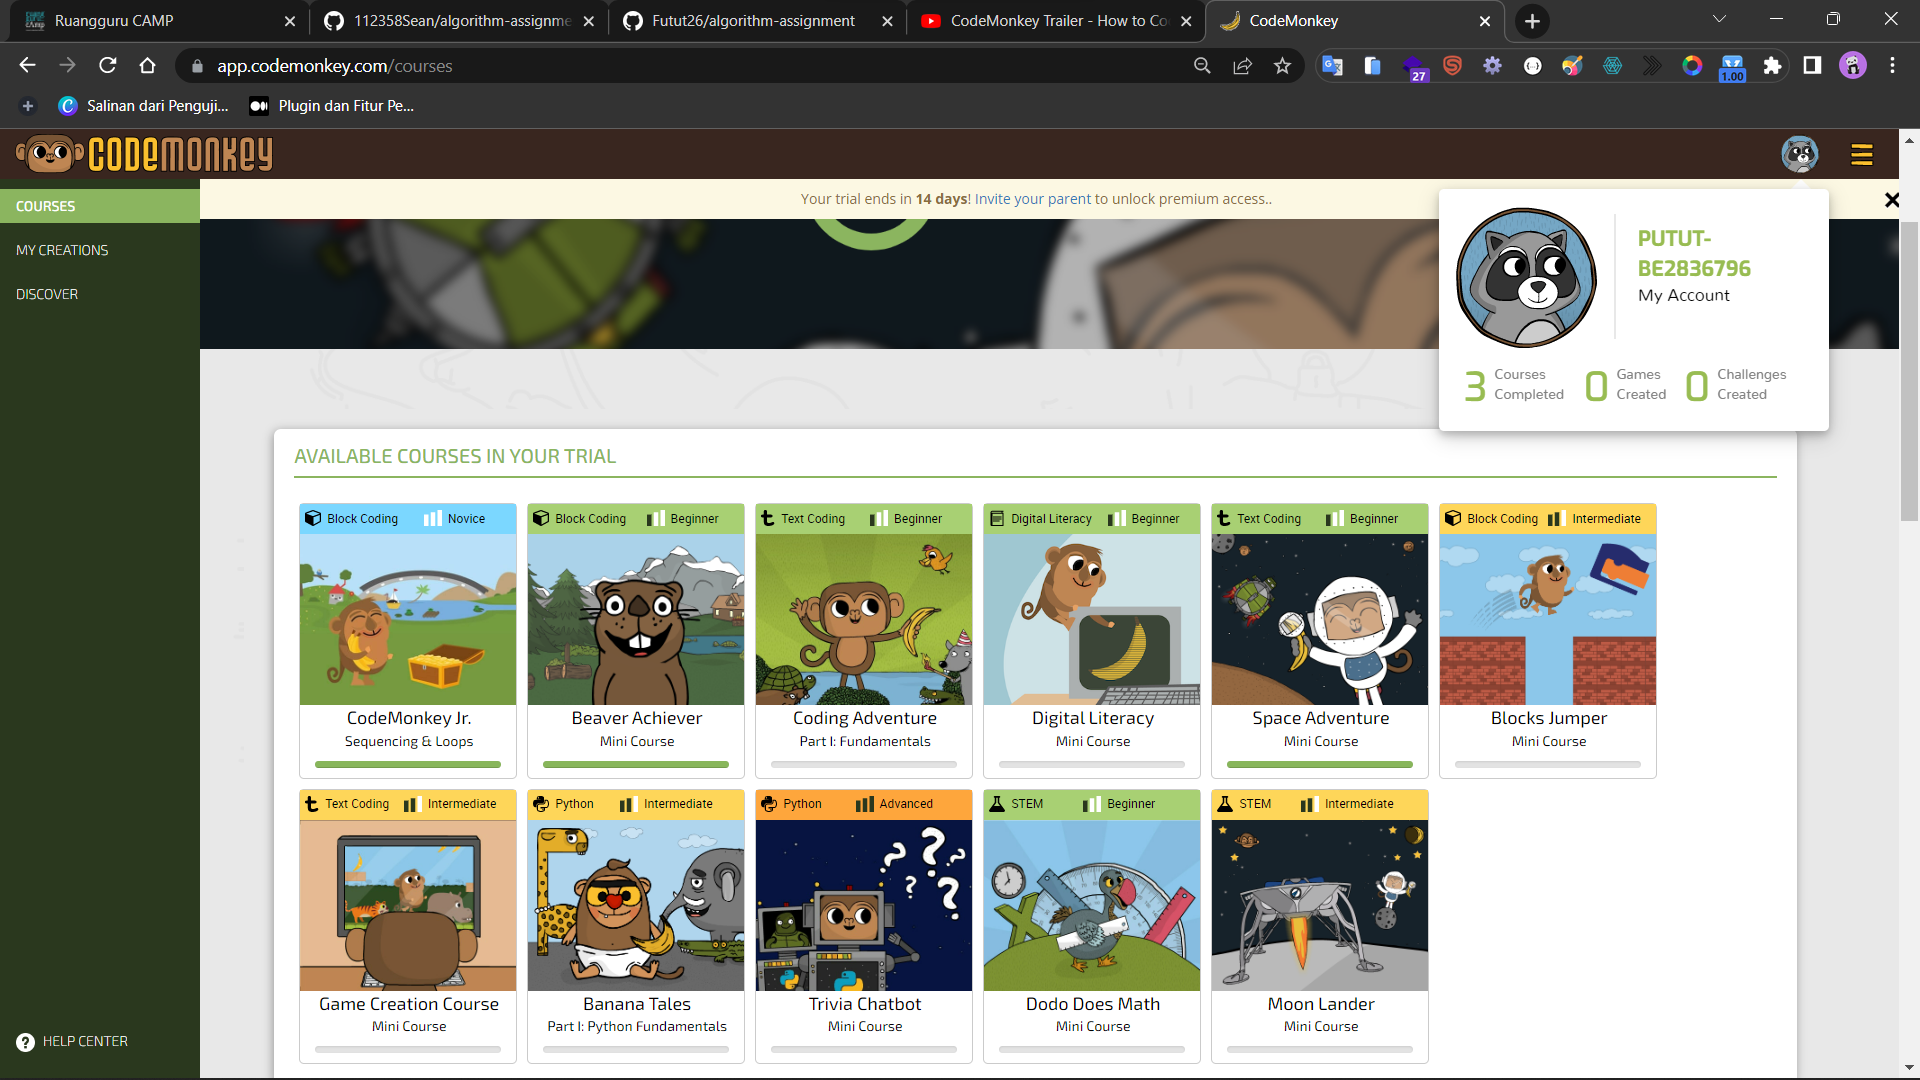 Ruangguru CAMP
112358Sean/algorithm-assignme
Futut26/algorithm-assignment
CodeMonkey Trailer - How to Co
CodeMonkey
app.codemonkey.com/courses
27
1.00
Salinan dari Penguji...
Plugin dan Fitur Pe...
CODEMONKEY
COURSES
MY CREATIONS
DISCOVER
HELP CENTER
Your trial ends in 14 days! Invite your parent to unlock premium access..
PUTUT-
BE2836796
My Account
3 Courses Completed
0 Games Created
0 Challenges Created
AVAILABLE COURSES IN YOUR TRIAL
Block Coding Novice
CodeMonkey Jr.
Sequencing & Loops
Block Coding Beginner
Beaver Achiever
Mini Course
Text Coding Beginner
Coding Adventure
Part I: Fundamentals
Digital Literacy Beginner
Digital Literacy
Mini Course
Text Coding Beginner
Space Adventure
Mini Course
Block Coding Intermediate
Blocks Jumper
Mini Course
Text Coding Intermediate
Game Creation Course
Mini Course
Python Intermediate
Banana Tales
Part I: Python Fundamentals
Python Advanced
? ? ? ? ?
Trivia Chatbot
Mini Course
STEM Beginner
Dodo Does Math
Mini Course
STEM Intermediate
Moon Lander
Mini Course